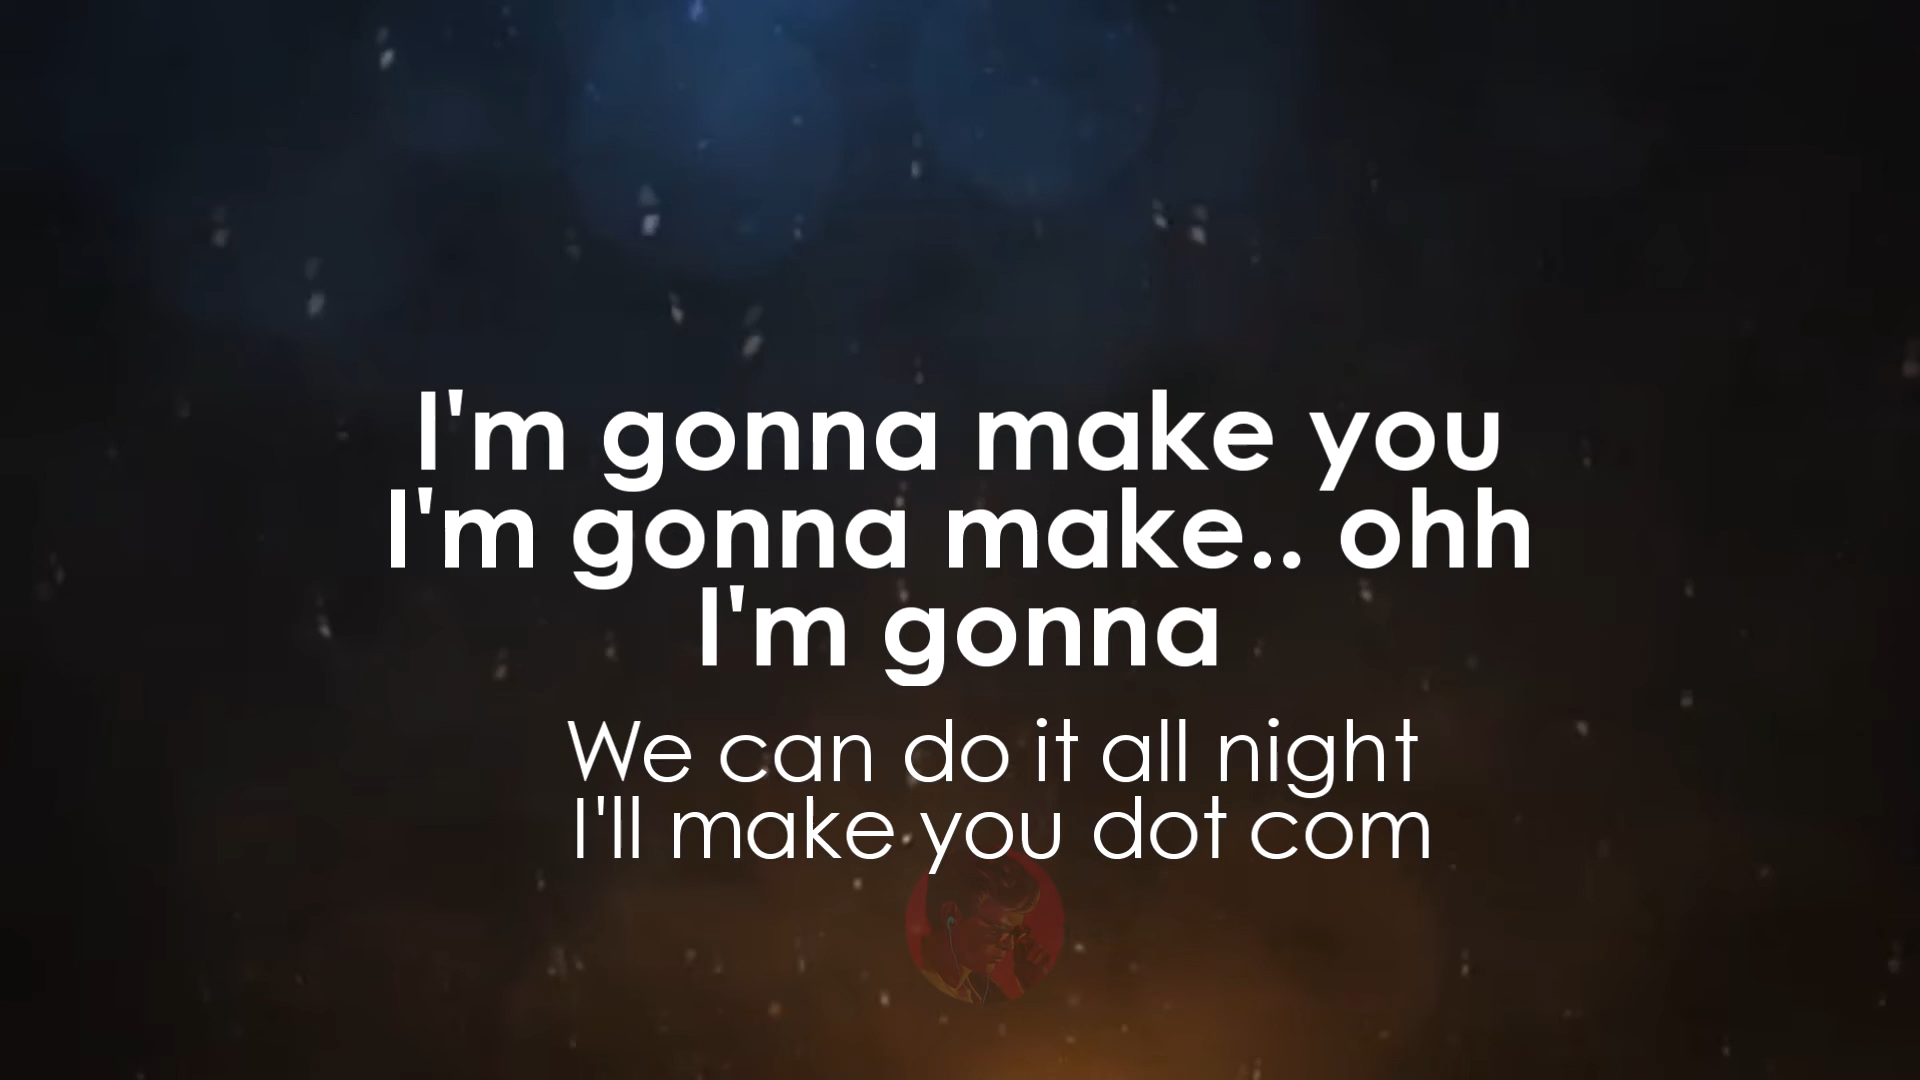 I'm gonna make you
I'm gonna make.. ohh
I'm gonna
We can do it all night
I'll make you dot com